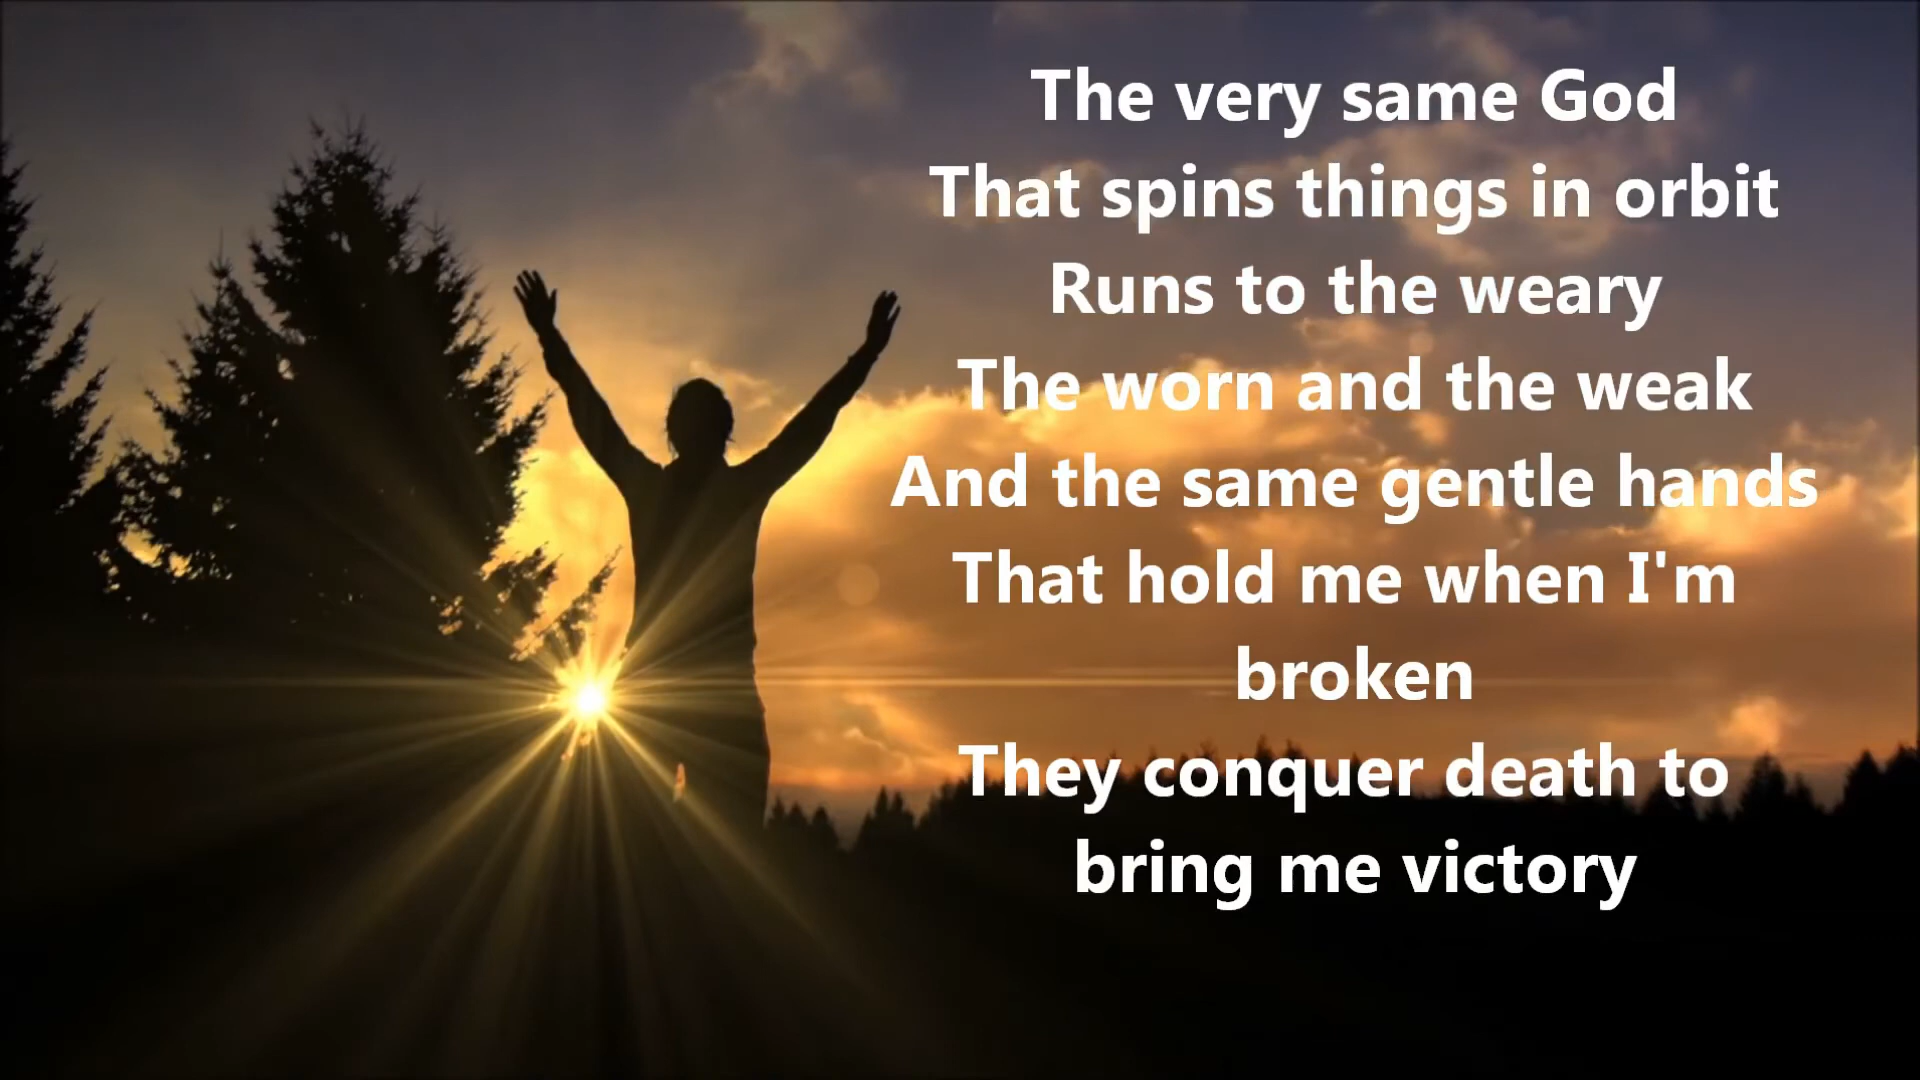 The very same God
That spins things in orbit
Runs to the weary
The worn and the weak
And the same gentle hands
That hold me when I'm
broken
They conquer death to
bring me victory